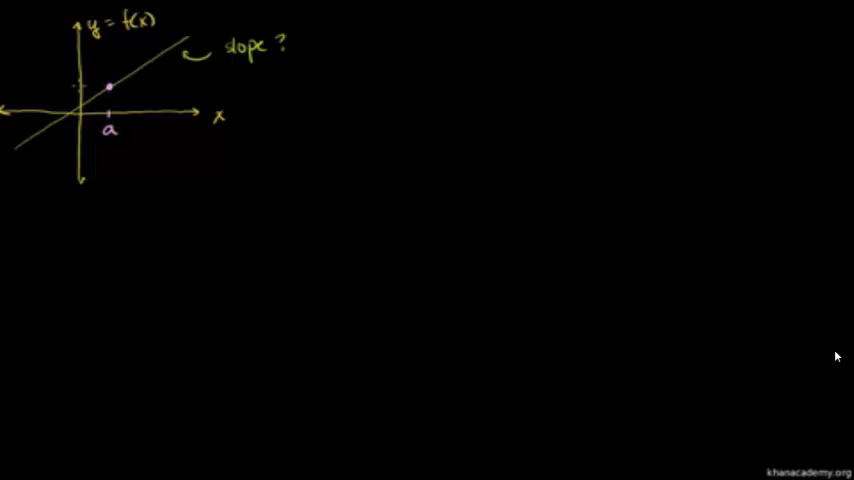 y = f(x)
slope ?
x
a
khanacademy.org